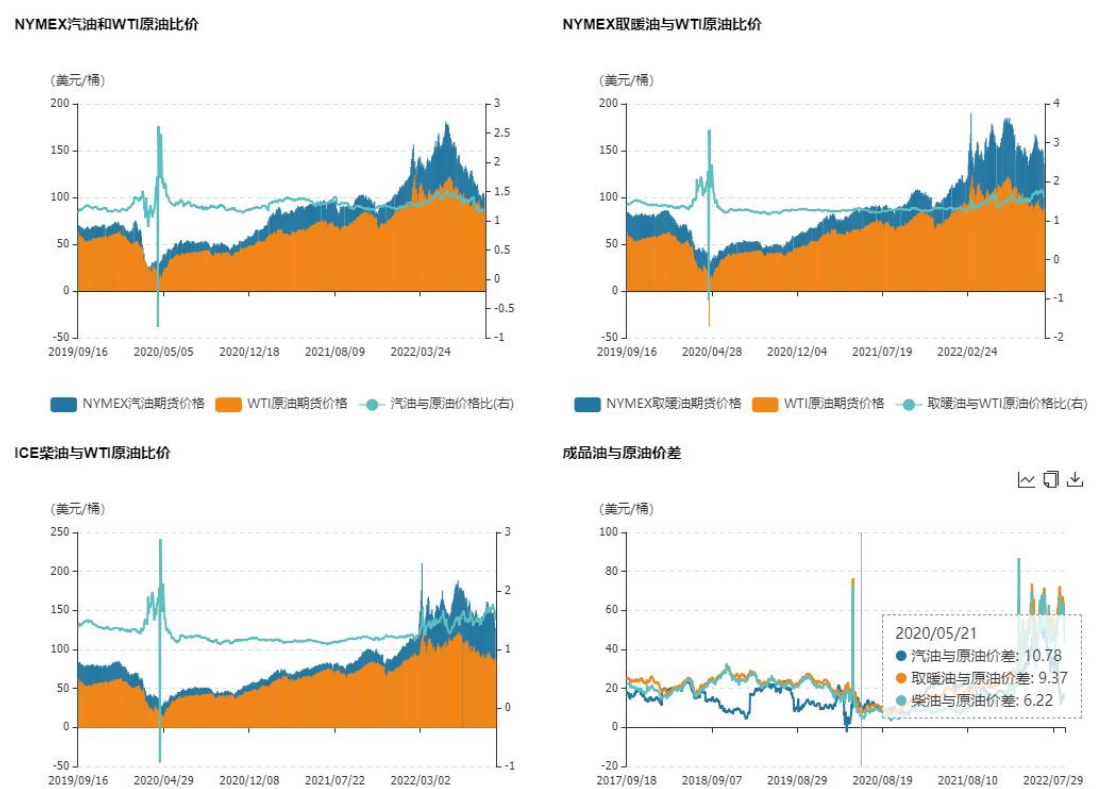 NYMEX汽油和WTI原油比价
(美元/桶)
200
150
100
50
0
-50
3
2.5
2
1.5
1
0.5
0
-0.5
-1
2019/09/16 2020/05/05 2020/12/18 2021/08/09 2022/03/24
NYMEX汽油期货价格 WTI原油期货价格 汽油与原油价格比(右)
NYMEX取暖油与WTI原油比价
(美元/桶)
200
150
100
50
0
-50
4
3
2
1
0
-1
-2
2019/09/16 2020/04/28 2020/12/04 2021/07/19 2022/02/24
NYMEX取暖油期货价格 WTI原油期货价格 取暖油与WTI原油价格比(右)
ICE柴油与WTI原油比价
(美元/桶)
250
200
150
100
50
0
-50
3
2
1
0
-1
2019/09/16 2020/04/29 2020/12/08 2021/07/22 2022/03/02
成品油与原油价差
(美元/桶)
100
80
60
40
20
0
-20
2020/05/21
汽油与原油价差: 10.78
取暖油与原油价差: 9.37
柴油与原油价差: 6.22
2017/09/18 2018/09/07 2019/08/29 2020/08/19 2021/08/10 2022/07/29